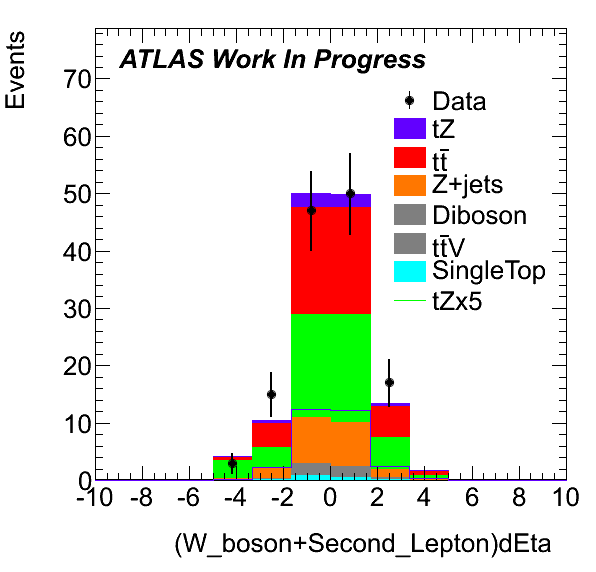 Events
ATLAS Work In Progress
70
60
50
40
30
20
10
0
Data
tZ
tt̄
Z+jets
Diboson
tt̄V
SingleTop
tZx5
-10 -8 -6 -4 -2 0 2 4 6 8 10
(W_boson+Second_Lepton)dEta